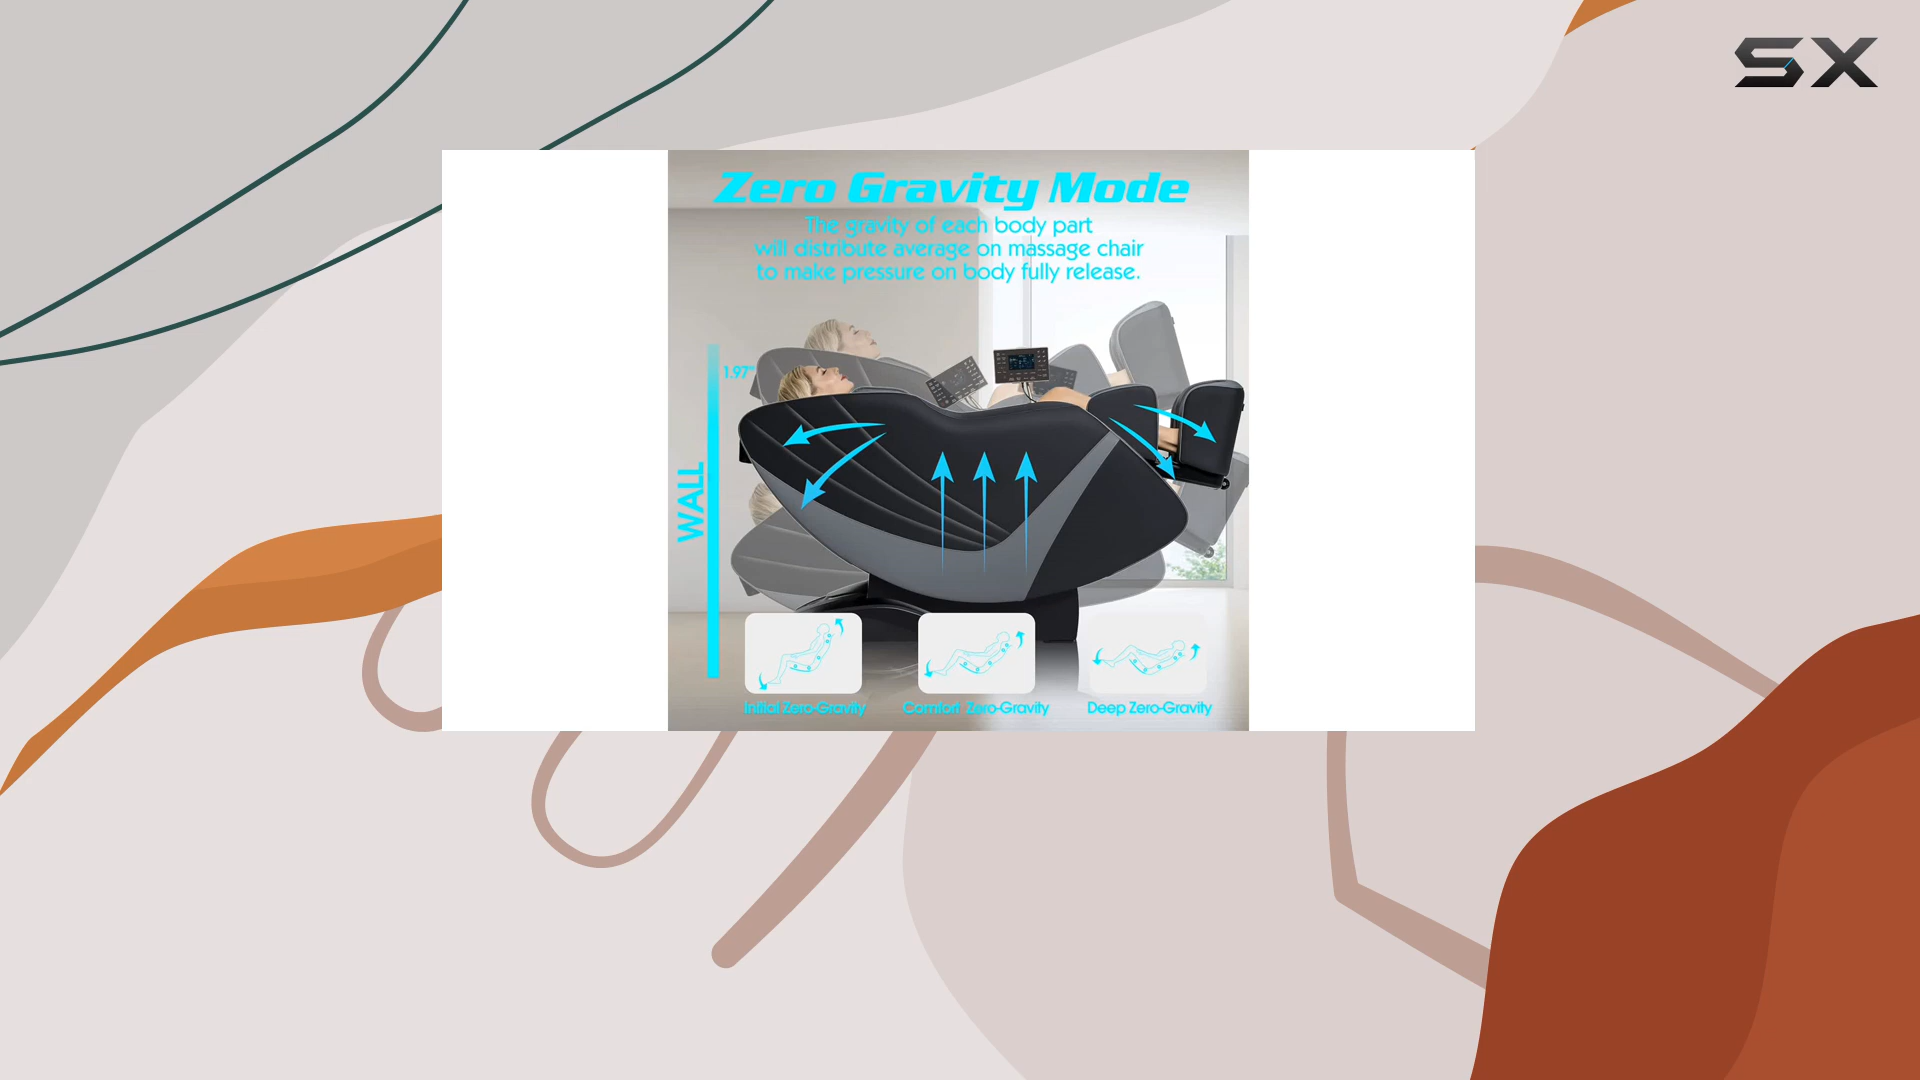 SX
Zero Gravity Mode
The gravity of each body part
will distribute average on massage chair
to make pressure on body fully release.
1.97"
WALL
Initial Zero-Gravity
Comfort Zero-Gravity
Deep Zero-Gravity